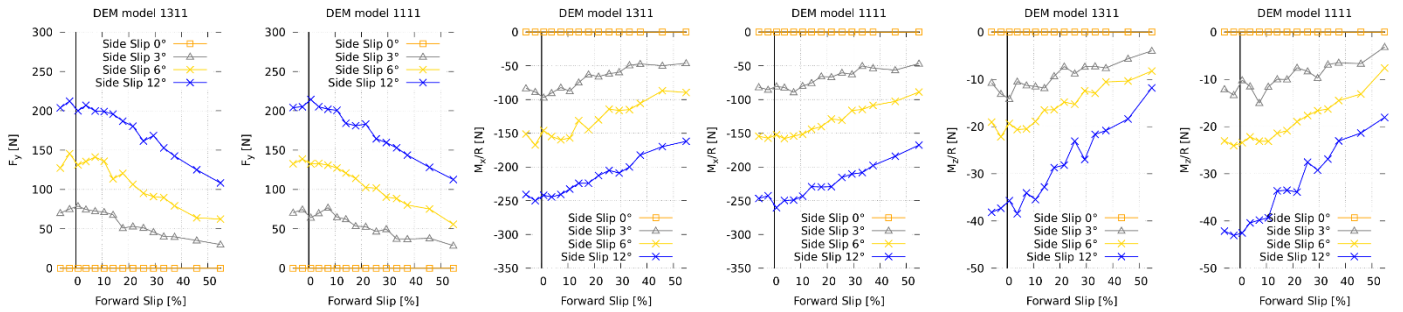 DEM model 1311
300
250
200
150
100
50
0
F_y [N]
Side Slip 0°
Side Slip 3°
Side Slip 6°
Side Slip 12°
0 10 20 30 40 50
Forward Slip [%]
DEM model 1111
300
250
200
150
100
50
0
F_y [N]
Side Slip 0°
Side Slip 3°
Side Slip 6°
Side Slip 12°
0 10 20 30 40 50
Forward Slip [%]
DEM model 1311
0
-50
-100
-150
-200
-250
-300
-350
M_x/R [N]
Side Slip 0°
Side Slip 3°
Side Slip 6°
Side Slip 12°
0 10 20 30 40 50
Forward Slip [%]
DEM model 1111
0
-50
-100
-150
-200
-250
-300
-350
M_x/R [N]
Side Slip 0°
Side Slip 3°
Side Slip 6°
Side Slip 12°
0 10 20 30 40 50
Forward Slip [%]
DEM model 1311
0
-10
-20
-30
-40
-50
M_z/R [N]
Side Slip 0°
Side Slip 3°
Side Slip 6°
Side Slip 12°
0 10 20 30 40 50
Forward Slip [%]
DEM model 1111
0
-10
-20
-30
-40
-50
M_z/R [N]
Side Slip 0°
Side Slip 3°
Side Slip 6°
Side Slip 12°
0 10 20 30 40 50
Forward Slip [%]